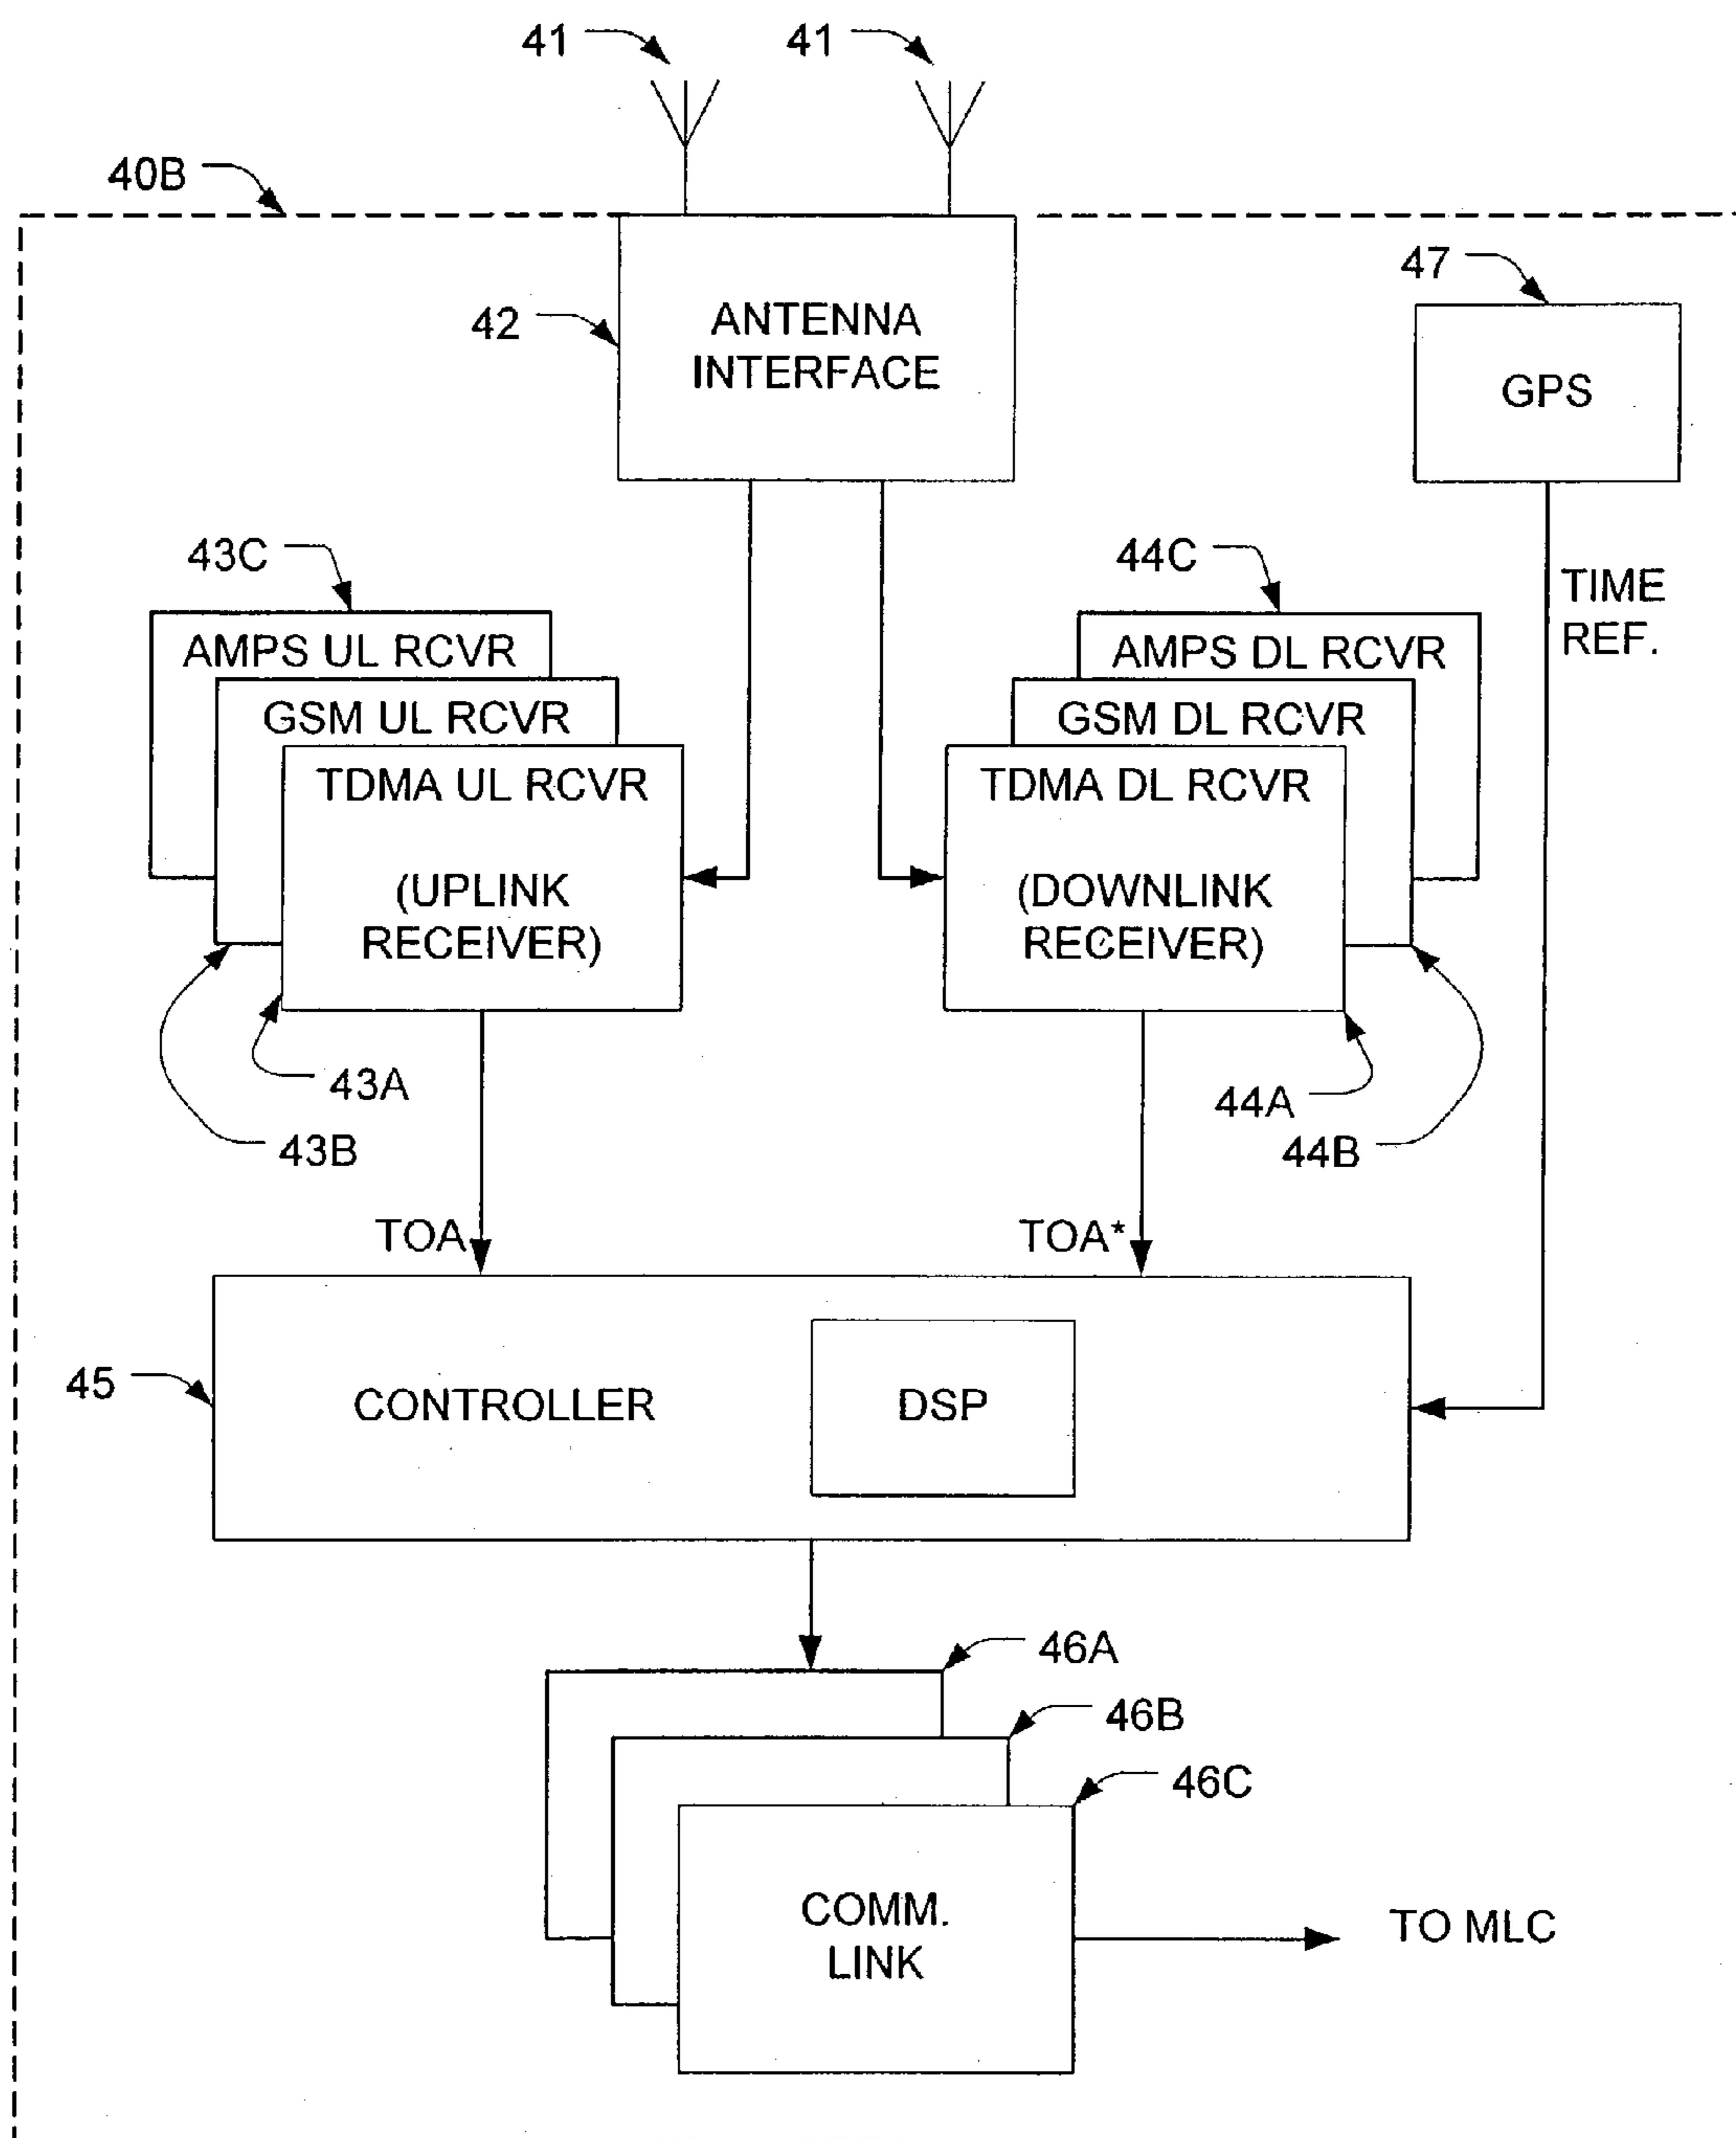 41
41
40B
47
42
ANTENNA
INTERFACE
GPS
43C
44C
TIME
REF.
AMPS UL RCVR
AMPS DL RCVR
GSM UL RCVR
GSM DL RCVR
TDMA UL RCVR
TDMA DL RCVR
(UPLINK
RECEIVER)
(DOWNLINK
RECEIVER)
43A
44A
43B
44B
TOA
TOA*
45
CONTROLLER
DSP
46A
46B
46C
COMM.
LINK
TO MLC